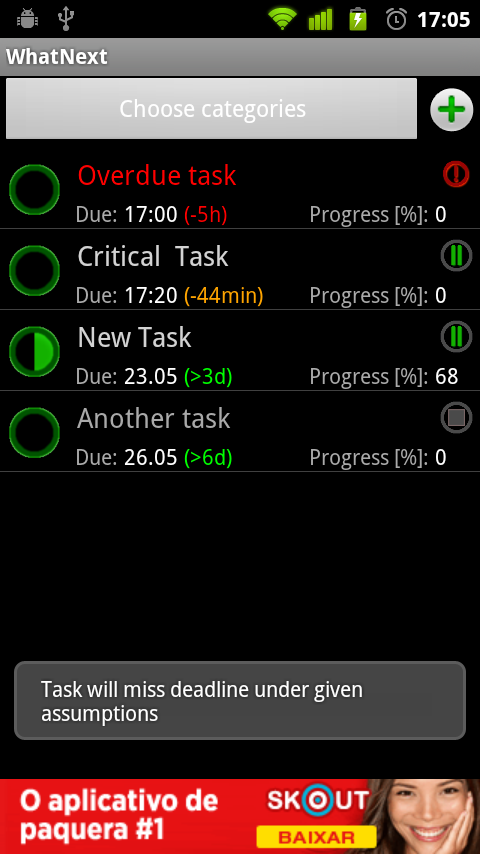 17:05
WhatNext
Choose categories
Overdue task
Due: 17:00 (-5h) Progress [%]: 0
Critical  Task
Due: 17:20 (-44min) Progress [%]: 0
New Task
Due: 23.05 (>3d) Progress [%]: 68
Another task
Due: 26.05 (>6d) Progress [%]: 0
Task will miss deadline under given
assumptions
O aplicativo de
paquera #1
SKOUT
BAIXAR